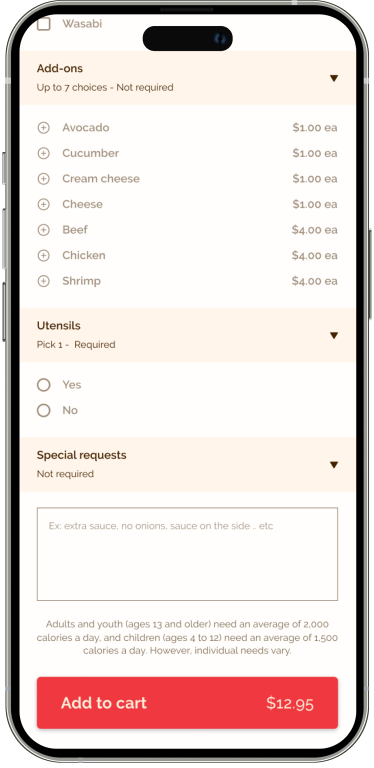 Wasabi
Add-ons
Up to 7 choices - Not required
Avocado $1.00 ea
Cucumber $1.00 ea
Cream cheese $1.00 ea
Cheese $1.00 ea
Beef $4.00 ea
Chicken $4.00 ea
Shrimp $4.00 ea
Utensils
Pick 1 - Required
Yes
No
Special requests
Not required
Ex: extra sauce, no onions, sauce on the side .. etc
Adults and youth (ages 13 and older) need an average of 2,000
calories a day, and children (ages 4 to 12) need an average of 1,500
calories a day. However, individual needs vary.
Add to cart $12.95